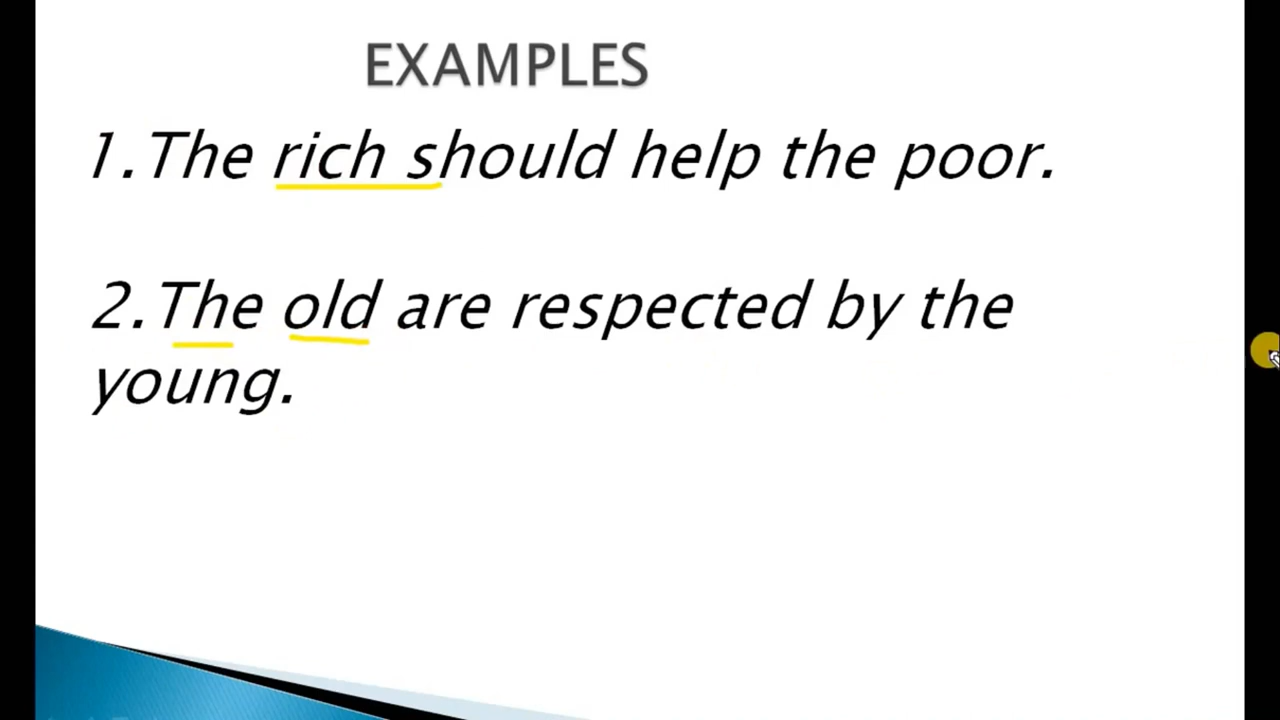 EXAMPLES
1.The rich should help the poor.
2.The old are respected by the
young.